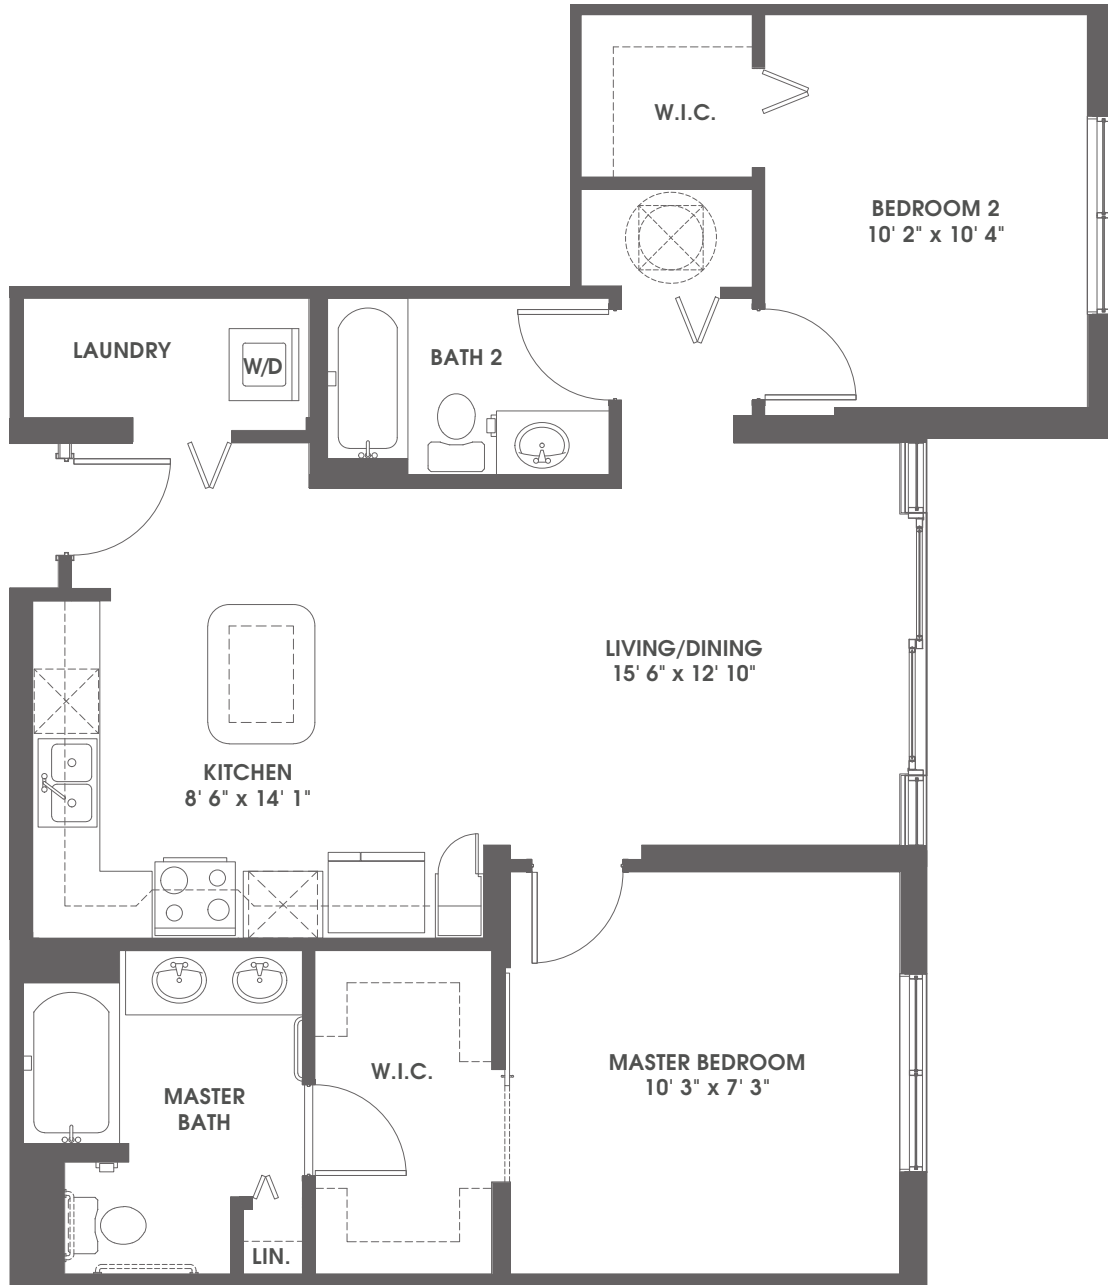 W.I.C.
BEDROOM 2
10' 2" x 10' 4"
LAUNDRY
W/D
BATH 2
LIVING/DINING
15' 6" x 12' 10"
KITCHEN
8' 6" x 14' 1"
W.I.C.
MASTER BEDROOM
10' 3" x 7' 3"
MASTER
BATH
LIN.